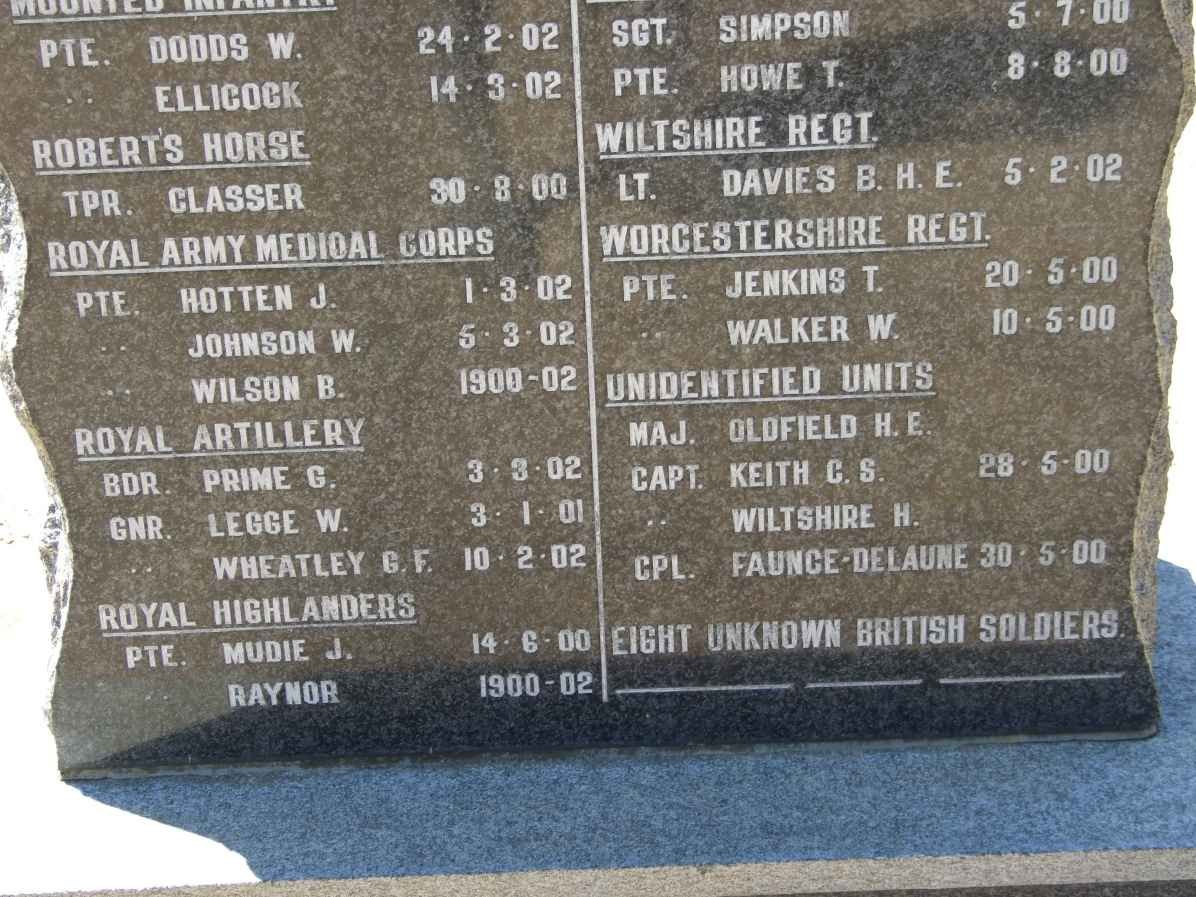 MOUNTED INFANTRY
PTE. DODDS W. 24·2·02
·· ELLICOCK 14·3·02
ROBERT'S HORSE
TPR. CLASSER 30·8·00
ROYAL ARMY MEDICAL CORPS
PTE. HOTTEN J. 1·3·02
·· JOHNSON W. 5·3·02
·· WILSON B. 1900-02
ROYAL ARTILLERY
BDR. PRIME G. 3·3·02
GNR. LEGGE W. 3·1·01
·· WHEATLEY G.F. 10·2·02
ROYAL HIGHLANDERS
PTE. MUDIE J. 14·6·00
·· RAYNOR 1900-02
SGT. SIMPSON 5·7·00
PTE. HOWE T. 8·8·00
WILTSHIRE REGT.
LT. DAVIES B.H.E. 5·2·02
WORCESTERSHIRE REGT.
PTE. JENKINS T. 20·5·00
·· WALKER W. 10·5·00
UNIDENTIFIED UNITS
MAJ. OLDFIELD H.E.
CAPT. KEITH C.S. 28·5·00
·· WILTSHIRE H.
CPL. FAUNCE-DELAUNE 30·5·00
EIGHT UNKNOWN BRITISH SOLDIERS.